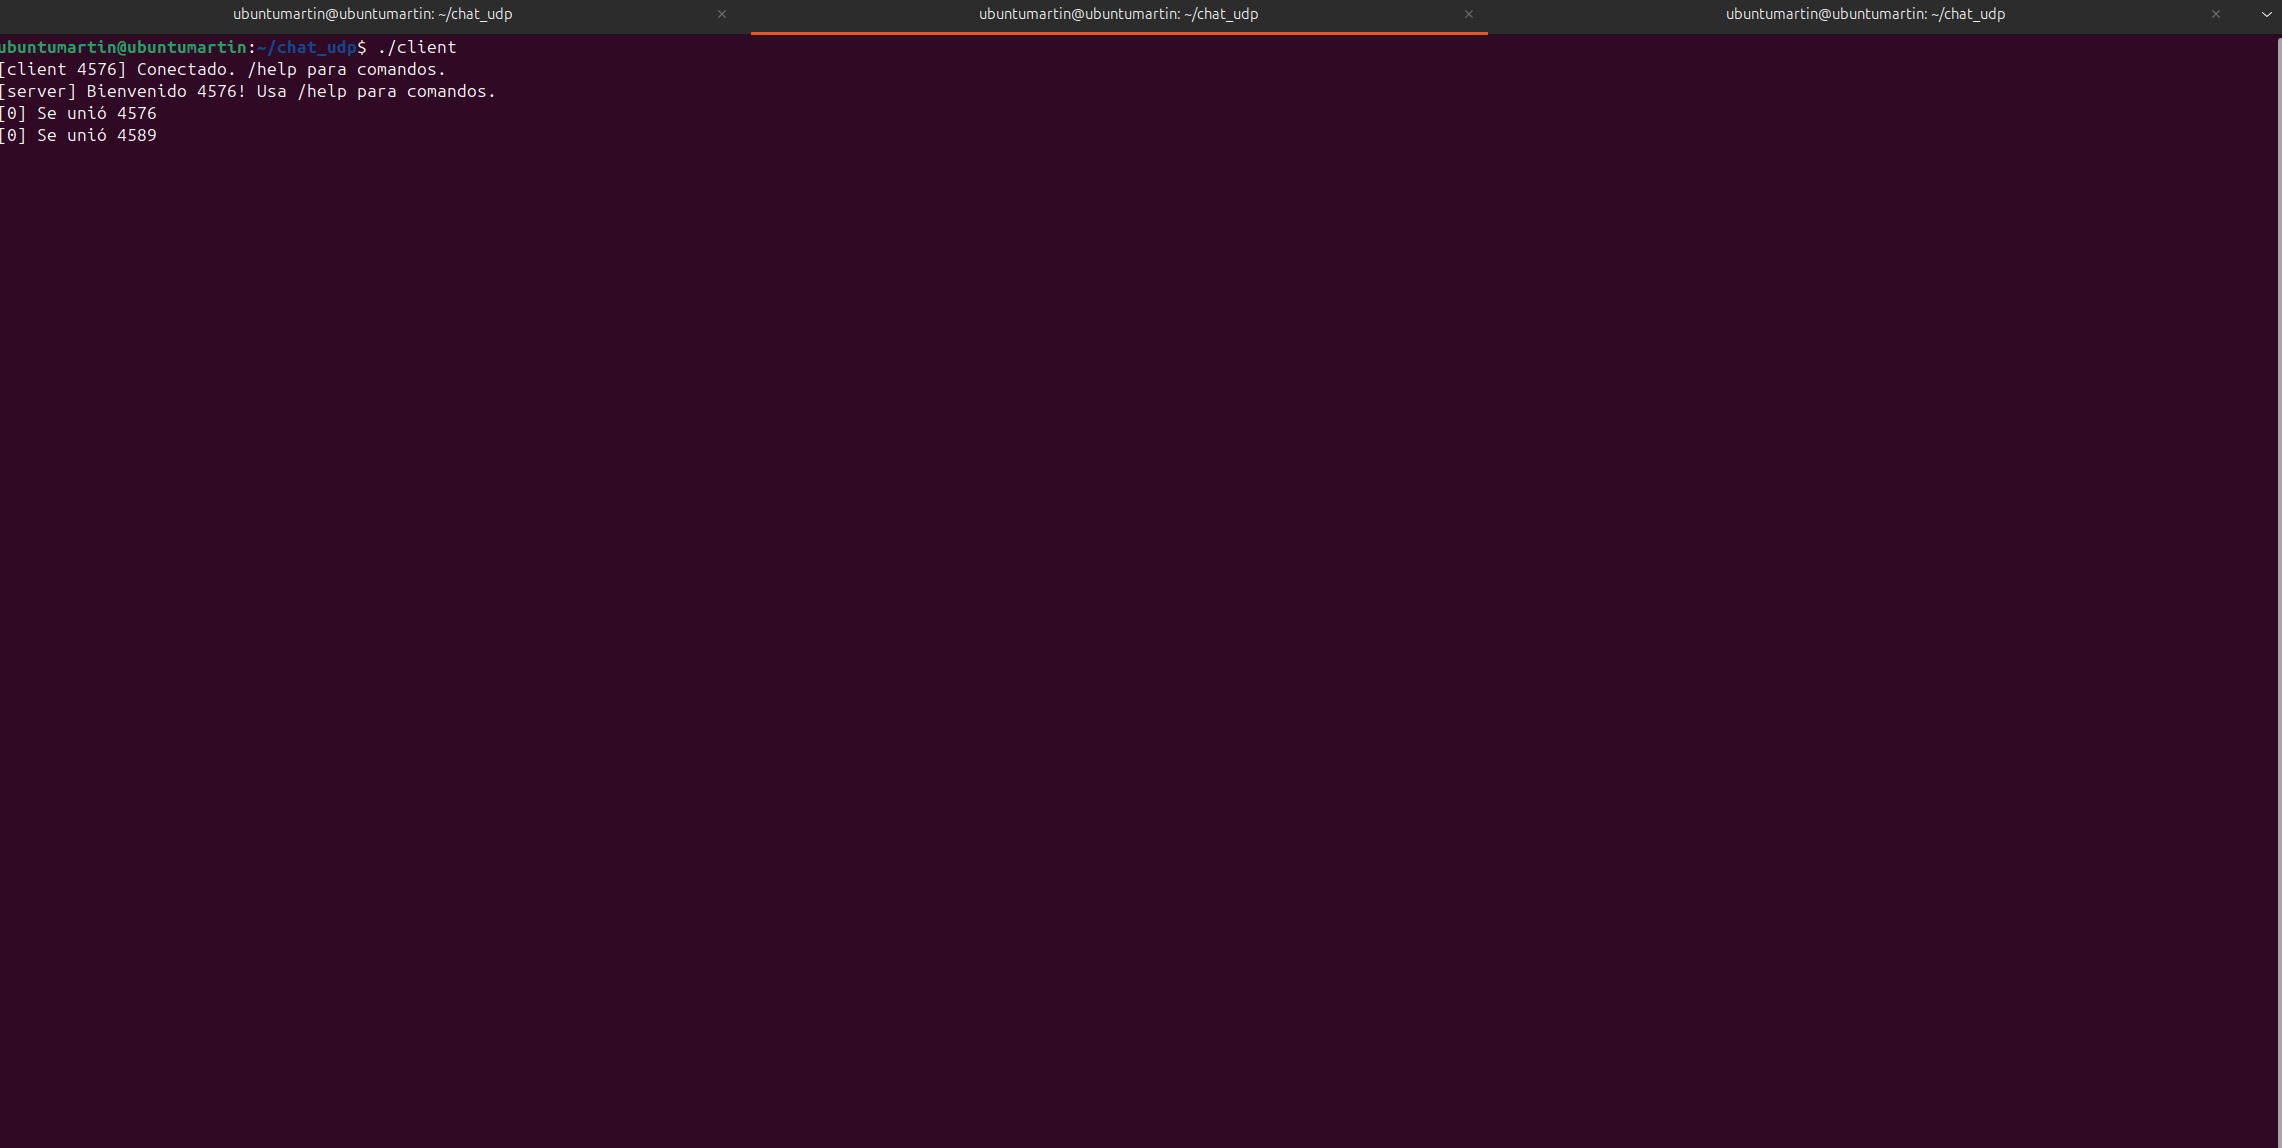 ubuntumartin@ubuntumartin: ~/chat_udp × ubuntumartin@ubuntumartin: ~/chat_udp × ubuntumartin@ubuntumartin: ~/chat_udp ×
ubuntumartin@ubuntumartin:~/chat_udp$ ./client
[client 4576] Conectado. /help para comandos.
[server] Bienvenido 4576! Usa /help para comandos.
[0] Se unió 4576
[0] Se unió 4589